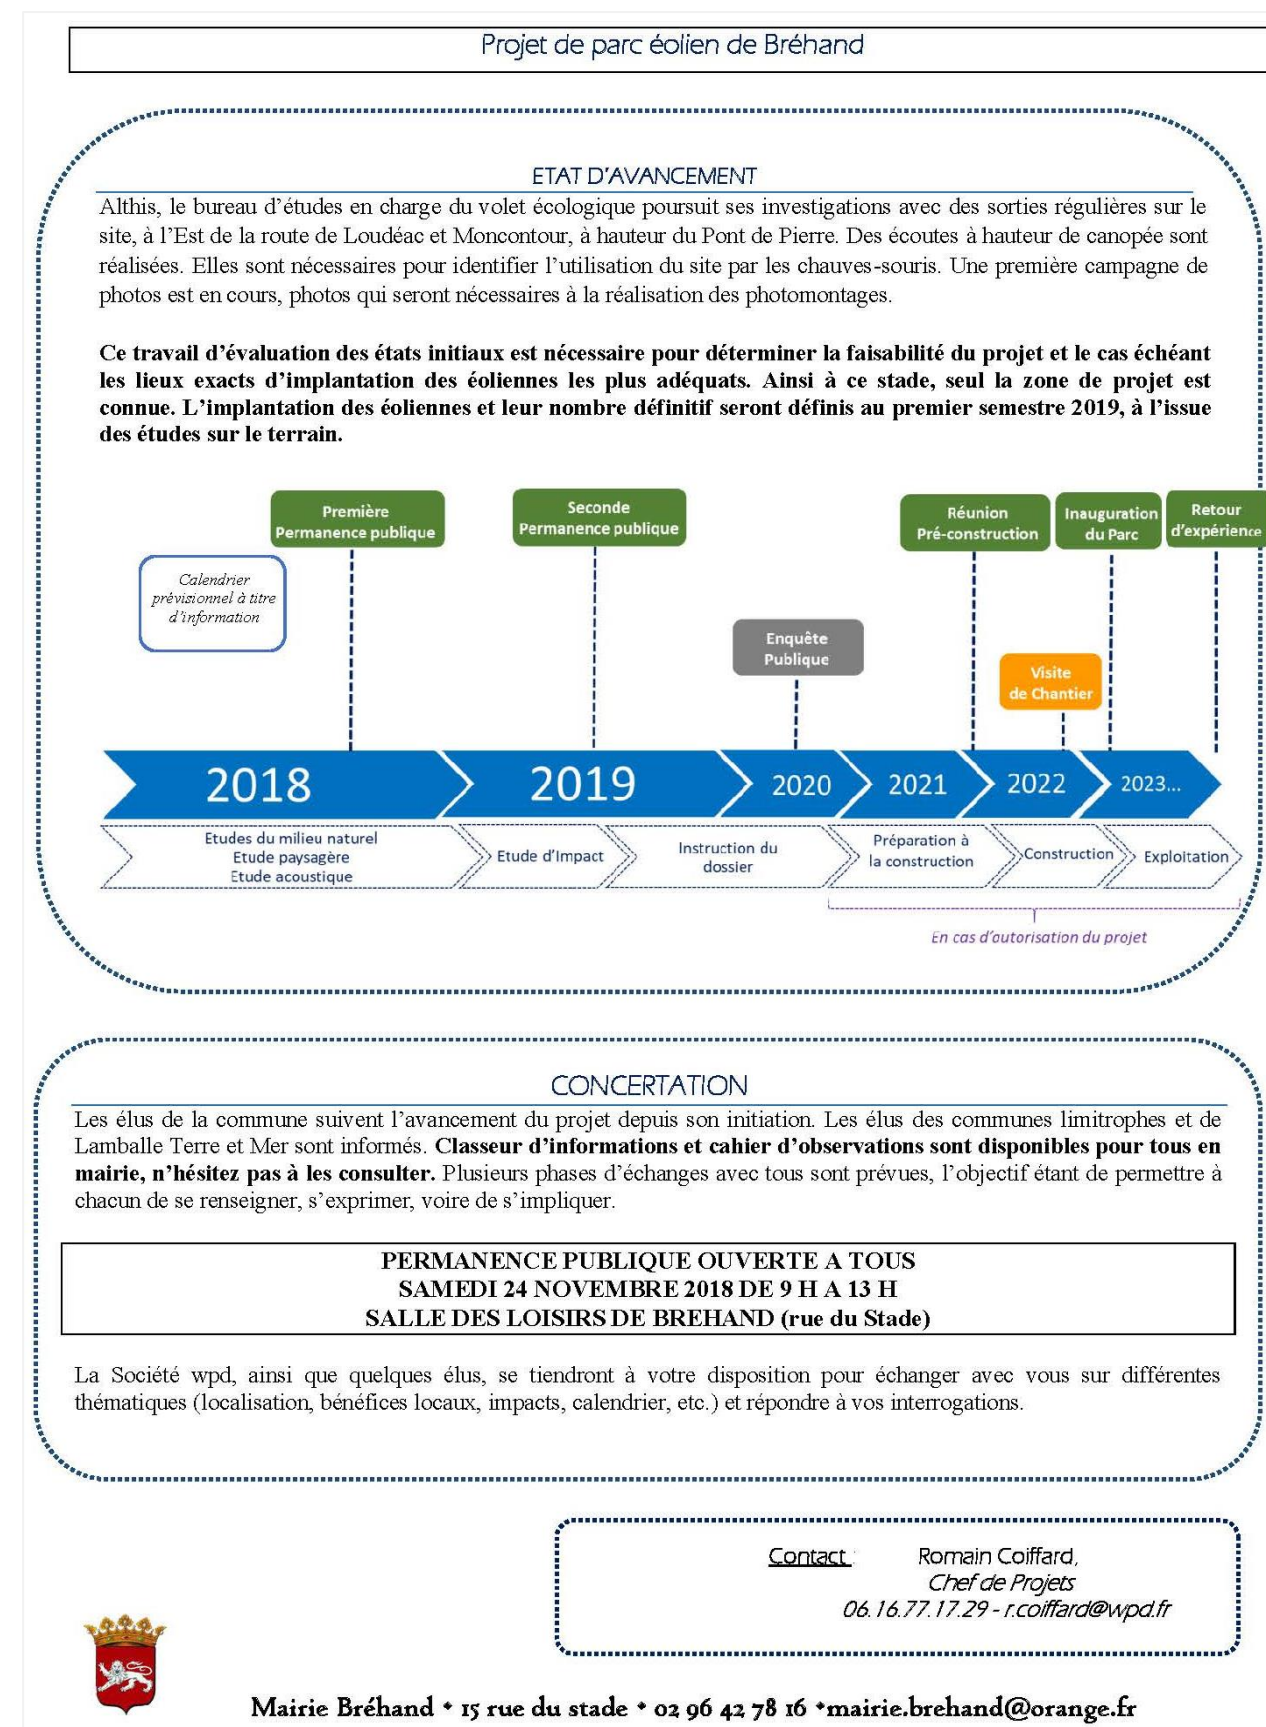 Projet de parc éolien de Bréhand
ETAT D'AVANCEMENT
Althis, le bureau d'études en charge du volet écologique poursuit ses investigations avec des sorties régulières sur le
site, à l'Est de la route de Loudéac et Moncontour, à hauteur du Pont de Pierre. Des écoutes à hauteur de canopée sont
réalisées. Elles sont nécessaires pour identifier l'utilisation du site par les chauves-souris. Une première campagne de
photos est en cours, photos qui seront nécessaires à la réalisation des photomontages.
Ce travail d'évaluation des états initiaux est nécessaire pour déterminer la faisabilité du projet et le cas échéant
les lieux exacts d'implantation des éoliennes les plus adéquats. Ainsi à ce stade, seul la zone de projet est
connue. L'implantation des éoliennes et leur nombre définitif seront définis au premier semestre 2019, à l'issue
des études sur le terrain.
Première
Permanence publique
Seconde
Permanence publique
Réunion
Pré-construction
Inauguration
du Parc
Retour
d'expérience
Calendrier
prévisionnel à titre
d'information
Enquête
Publique
Visite
de Chantier
2018
2019
2020
2021
2022
2023...
Etudes du milieu naturel
Etude paysagère
Etude acoustique
Etude d'Impact
Instruction du
dossier
Préparation à
la construction
Construction
Exploitation
En cas d'autorisation du projet
CONCERTATION
Les élus de la commune suivent l'avancement du projet depuis son initiation. Les élus des communes limitrophes et de
Lamballe Terre et Mer sont informés. Classeur d'informations et cahier d'observations sont disponibles pour tous en
mairie, n'hésitez pas à les consulter. Plusieurs phases d'échanges avec tous sont prévues, l'objectif étant de permettre à
chacun de se renseigner, s'exprimer, voire de s'impliquer.
PERMANENCE PUBLIQUE OUVERTE A TOUS
SAMEDI 24 NOVEMBRE 2018 DE 9 H A 13 H
SALLE DES LOISIRS DE BREHAND (rue du Stade)
La Société wpd, ainsi que quelques élus, se tiendront à votre disposition pour échanger avec vous sur différentes
thématiques (localisation, bénéfices locaux, impacts, calendrier, etc.) et répondre à vos interrogations.
Contact : Romain Coiffard,
Chef de Projets
06.16.77.17.29 - r.coiffard@wpd.fr
Mairie Bréhand * 15 rue du stade * 02 96 42 78 16 *mairie.brehand@orange.fr